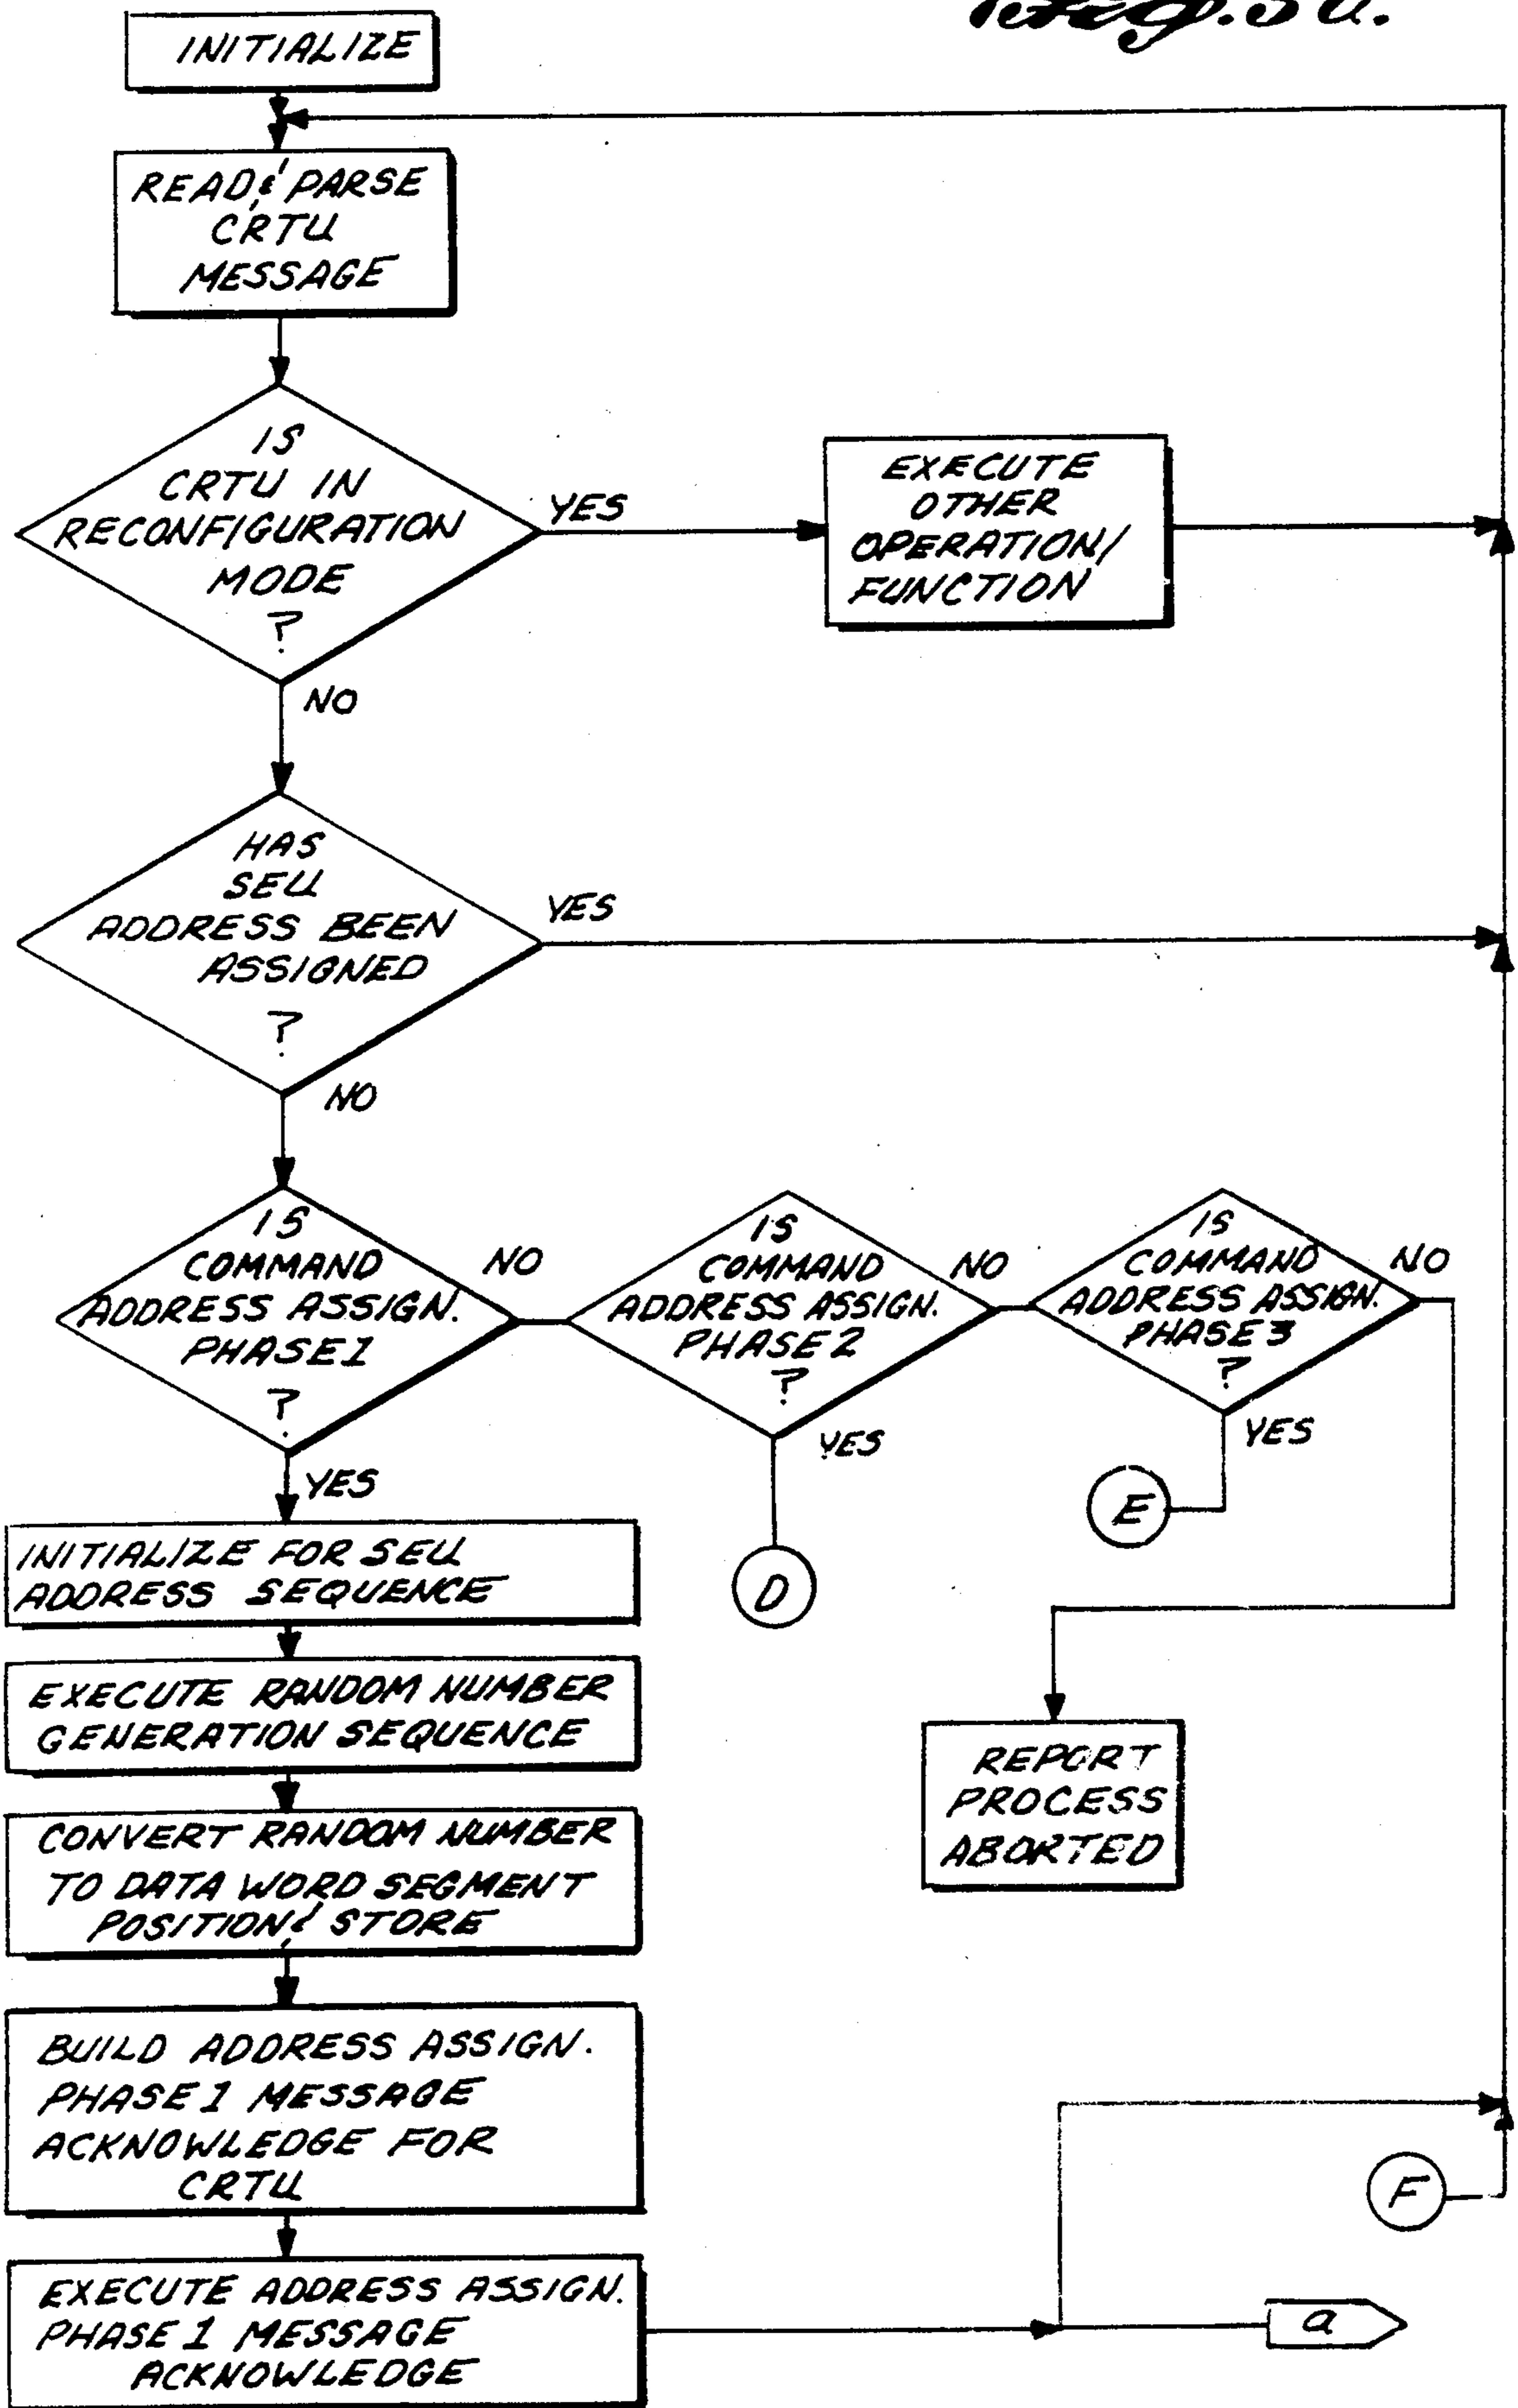 Fig. 5a.
INITIALIZE
READ & PARSE
CRTU
MESSAGE
IS
CRTU IN
RECONFIGURATION
MODE
?
YES
NO
EXECUTE
OTHER
OPERATION/
FUNCTION
HAS
SEU
ADDRESS BEEN
ASSIGNED
?
YES
NO
IS
COMMAND
ADDRESS ASSIGN.
PHASE 1
?
NO
YES
IS
COMMAND
ADDRESS ASSIGN.
PHASE 2
?
NO
YES
D
IS
COMMAND
ADDRESS ASSIGN.
PHASE 3
?
NO
YES
E
REPORT
PROCESS
ABORTED
INITIALIZE FOR SEU
ADDRESS SEQUENCE
EXECUTE RANDOM NUMBER
GENERATION SEQUENCE
CONVERT RANDOM NUMBER
TO DATA WORD SEGMENT
POSITION & STORE
BUILD ADDRESS ASSIGN.
PHASE 1 MESSAGE
ACKNOWLEDGE FOR
CRTU
EXECUTE ADDRESS ASSIGN.
PHASE 1 MESSAGE
ACKNOWLEDGE
F
a